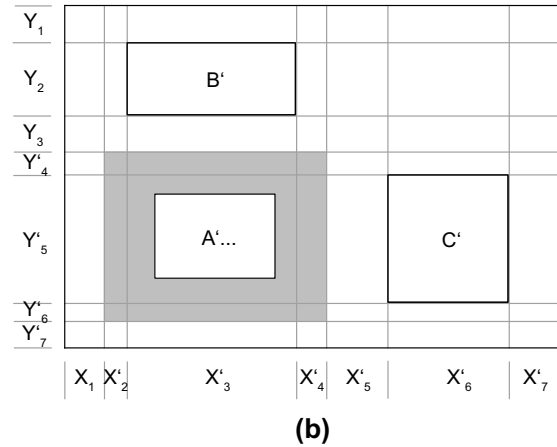 Y₁
Y₂ B‘
Y₃
Y‘₄
Y‘₅ A‘... C‘
Y‘₆
Y‘₇
X₁ X‘₂ X‘₃ X‘₄ X‘₅ X‘₆ X‘₇
(b)